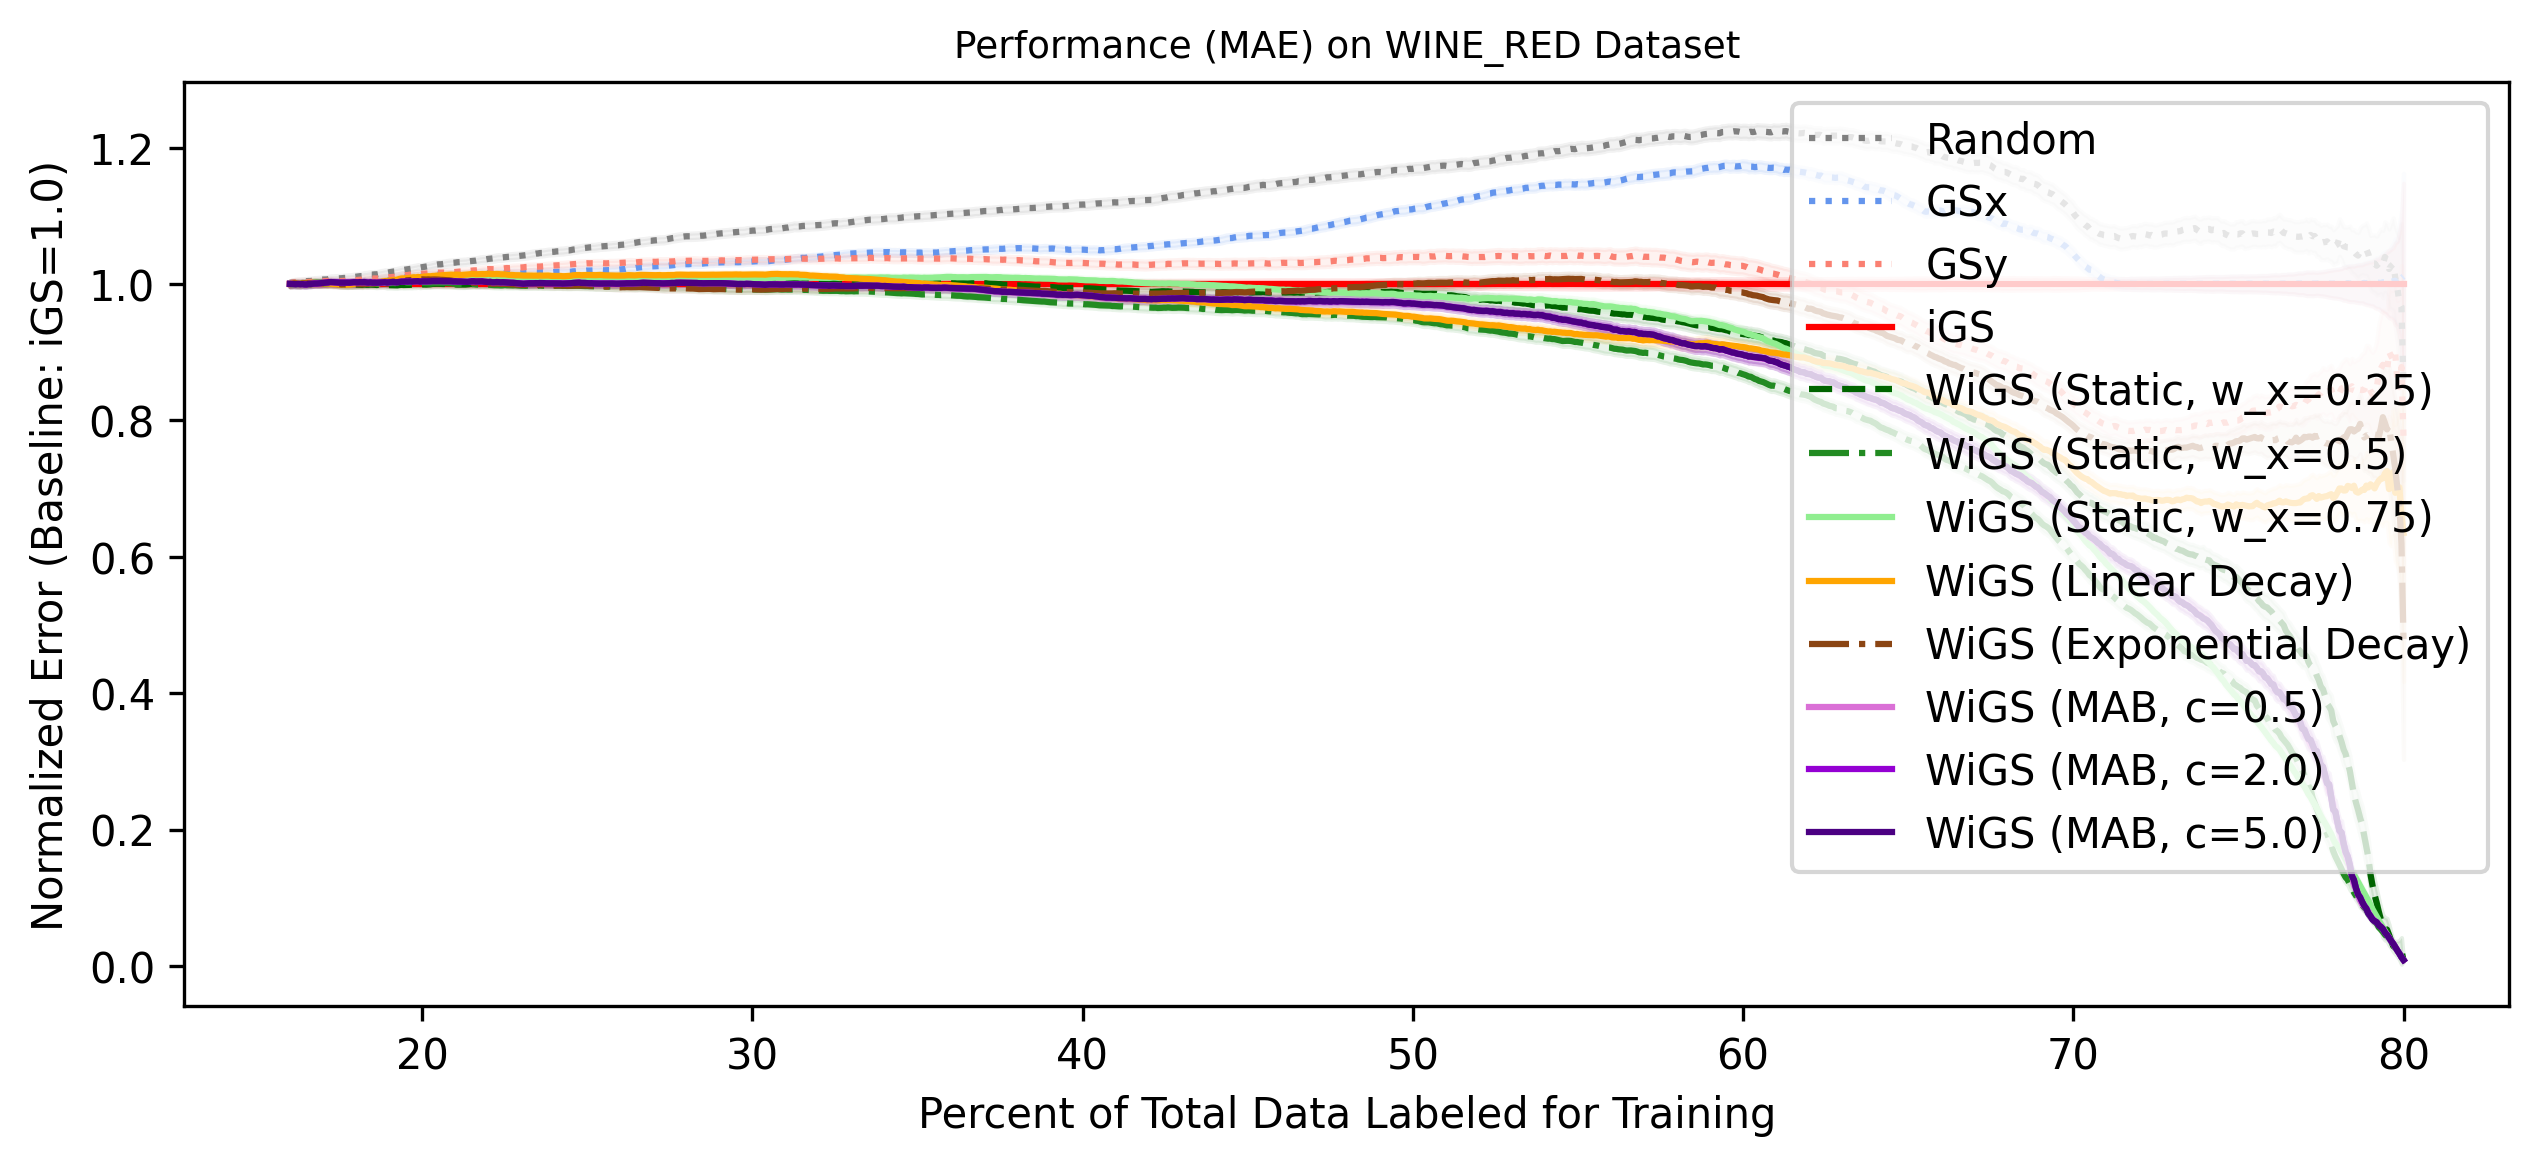 Performance (MAE) on WINE_RED Dataset
Normalized Error (Baseline: iGS=1.0)
1.2
1.0
0.8
0.6
0.4
0.2
0.0
Random
GSx
GSy
iGS
WiGS (Static, w_x=0.25)
WiGS (Static, w_x=0.5)
WiGS (Static, w_x=0.75)
WiGS (Linear Decay)
WiGS (Exponential Decay)
WiGS (MAB, c=0.5)
WiGS (MAB, c=2.0)
WiGS (MAB, c=5.0)
20 30 40 50 60 70 80
Percent of Total Data Labeled for Training